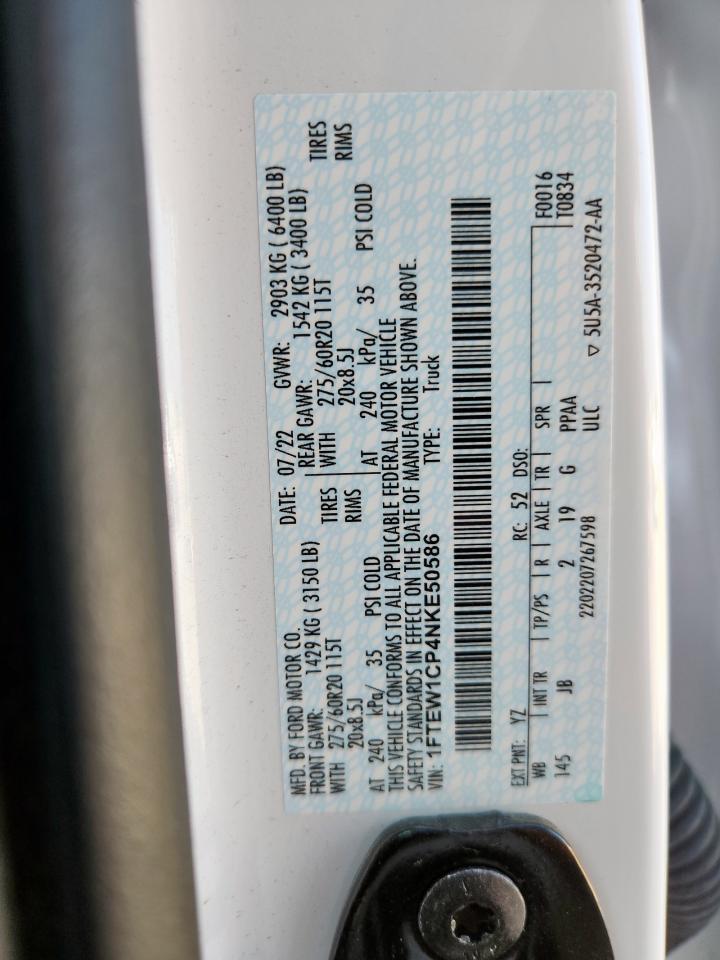 MFD. BY FORD MOTOR CO.
DATE: 07/22 GVWR: 2903 KG ( 6400 LB)
FRONT GAWR: 1429 KG ( 3150 LB) REAR GAWR: 1542 KG ( 3400 LB)
WITH 275/60R20 115T TIRES WITH 275/60R20 115T TIRES
20x8.5J RIMS 20x8.5J RIMS
AT 240 kPa/ 35 PSI COLD AT 240 kPa/ 35 PSI COLD
THIS VEHICLE CONFORMS TO ALL APPLICABLE FEDERAL MOTOR VEHICLE
SAFETY STANDARDS IN EFFECT ON THE DATE OF MANUFACTURE SHOWN ABOVE.
VIN: 1FTEW1CP4NKE50586 TYPE: Truck
EXT PNT: YZ RC: 52 DSO: F0016
WB INT TR TP/PS R AXLE TR SPR T0834
145 JB 2 19 G PPAA
2202207267598 ULC ▽ 5U5A-3520472-AA